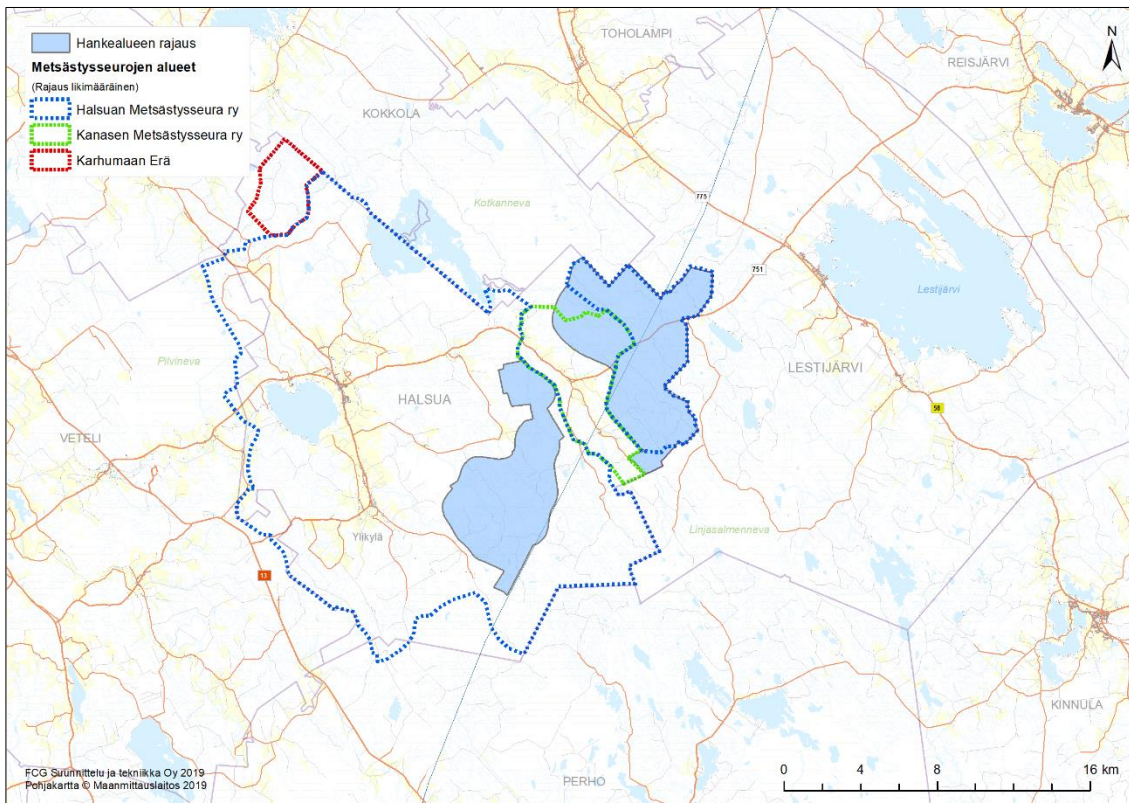 Hankealueen rajaus
Metsästysseurojen alueet
(Rajaus likimääräinen)
Halsuan Metsästysseura ry
Kanasen Metsästysseura ry
Karhumaan Erä
TOHOLAMPI
N
REISJÄRVI
KOKKOLA
Kotkanneva
775
751
Lestijärvi
Pilvineva
HALSUA
LESTIJÄRVI
58
VETELI
Ylikylä
Linjasalmenneva
13
KINNULA
PERHO
FCG Suunnittelu ja tekniikka Oy 2019
Pohjakartta © Maanmittauslaitos 2019
0 4 8 16 km